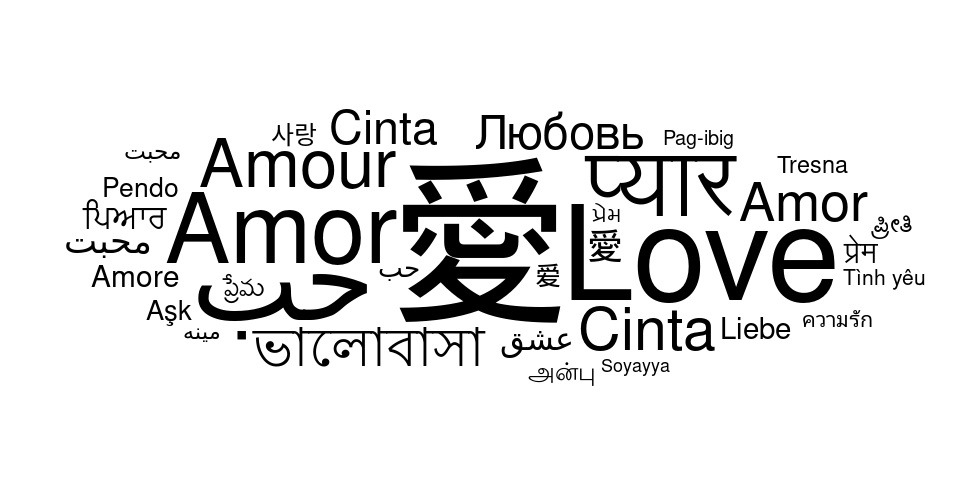 사랑
Cinta
Любовь
Pag-ibig
محبت
Amour
愛
प्यार
Tresna
Pendo
Amor
પ્રેમ
Love
Amor
ਪਿਆਰ
محبت
愛
प्रेम
ప్రేమ
Amore
حب
حب
爱
Tình yêu
Aşk
مينه
ভালোবাসা
عشق
Cinta
Liebe
ความรัก
அன்பு
Soyayya